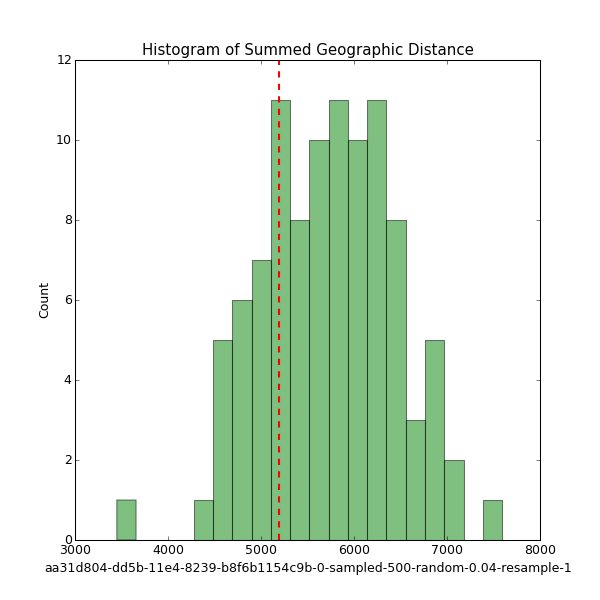 Histogram of Summed Geographic Distance
12
10
8
6
4
2
0
Count
3000 4000 5000 6000 7000 8000
aa31d804-dd5b-11e4-8239-b8f6b1154c9b-0-sampled-500-random-0.04-resample-1